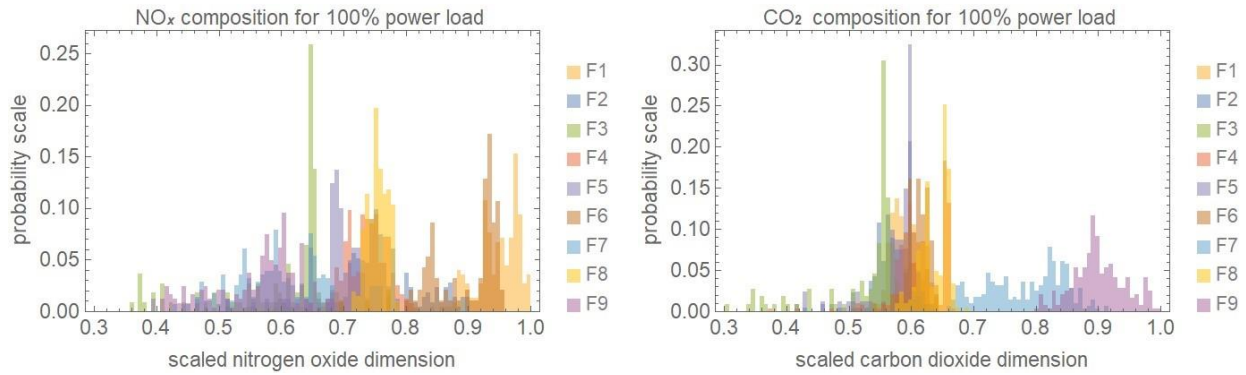 NOx composition for 100% power load
0.25
0.20
0.15
0.10
0.05
0.00
probability scale
0.3 0.4 0.5 0.6 0.7 0.8 0.9 1.0
scaled nitrogen oxide dimension
F1
F2
F3
F4
F5
F6
F7
F8
F9
CO2 composition for 100% power load
0.30
0.25
0.20
0.15
0.10
0.05
0.00
probability scale
0.3 0.4 0.5 0.6 0.7 0.8 0.9 1.0
scaled carbon dioxide dimension
F1
F2
F3
F4
F5
F6
F7
F8
F9